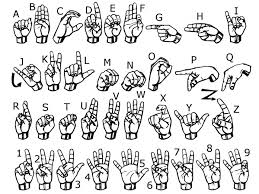 A B C D E F G H I
J K L M N O P Q
R S T U V W X Y Z
1 2 3 4 5 6 7 8 9